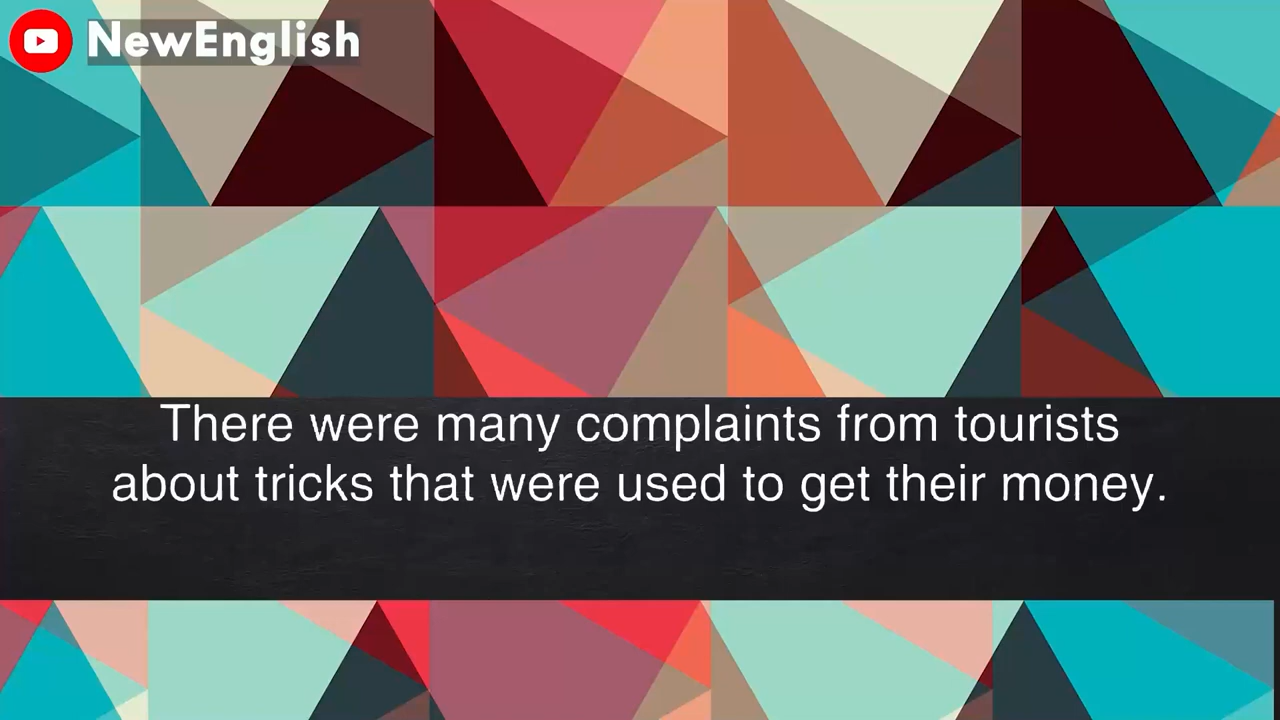 NewEnglish
There were many complaints from tourists
about tricks that were used to get their money.